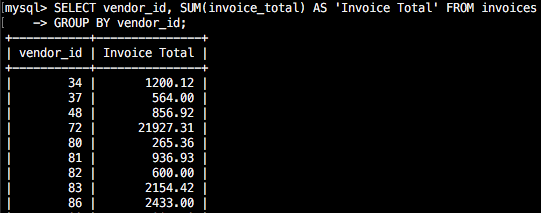 mysql> SELECT vendor_id, SUM(invoice_total) AS 'Invoice Total' FROM invoices
    -> GROUP BY vendor_id;
+-----------+---------------+
| vendor_id | Invoice Total |
+-----------+---------------+
|        34 |       1200.12 |
|        37 |        564.00 |
|        48 |        856.92 |
|        72 |      21927.31 |
|        80 |        265.36 |
|        81 |        936.93 |
|        82 |        600.00 |
|        83 |       2154.42 |
|        86 |       2433.00 |